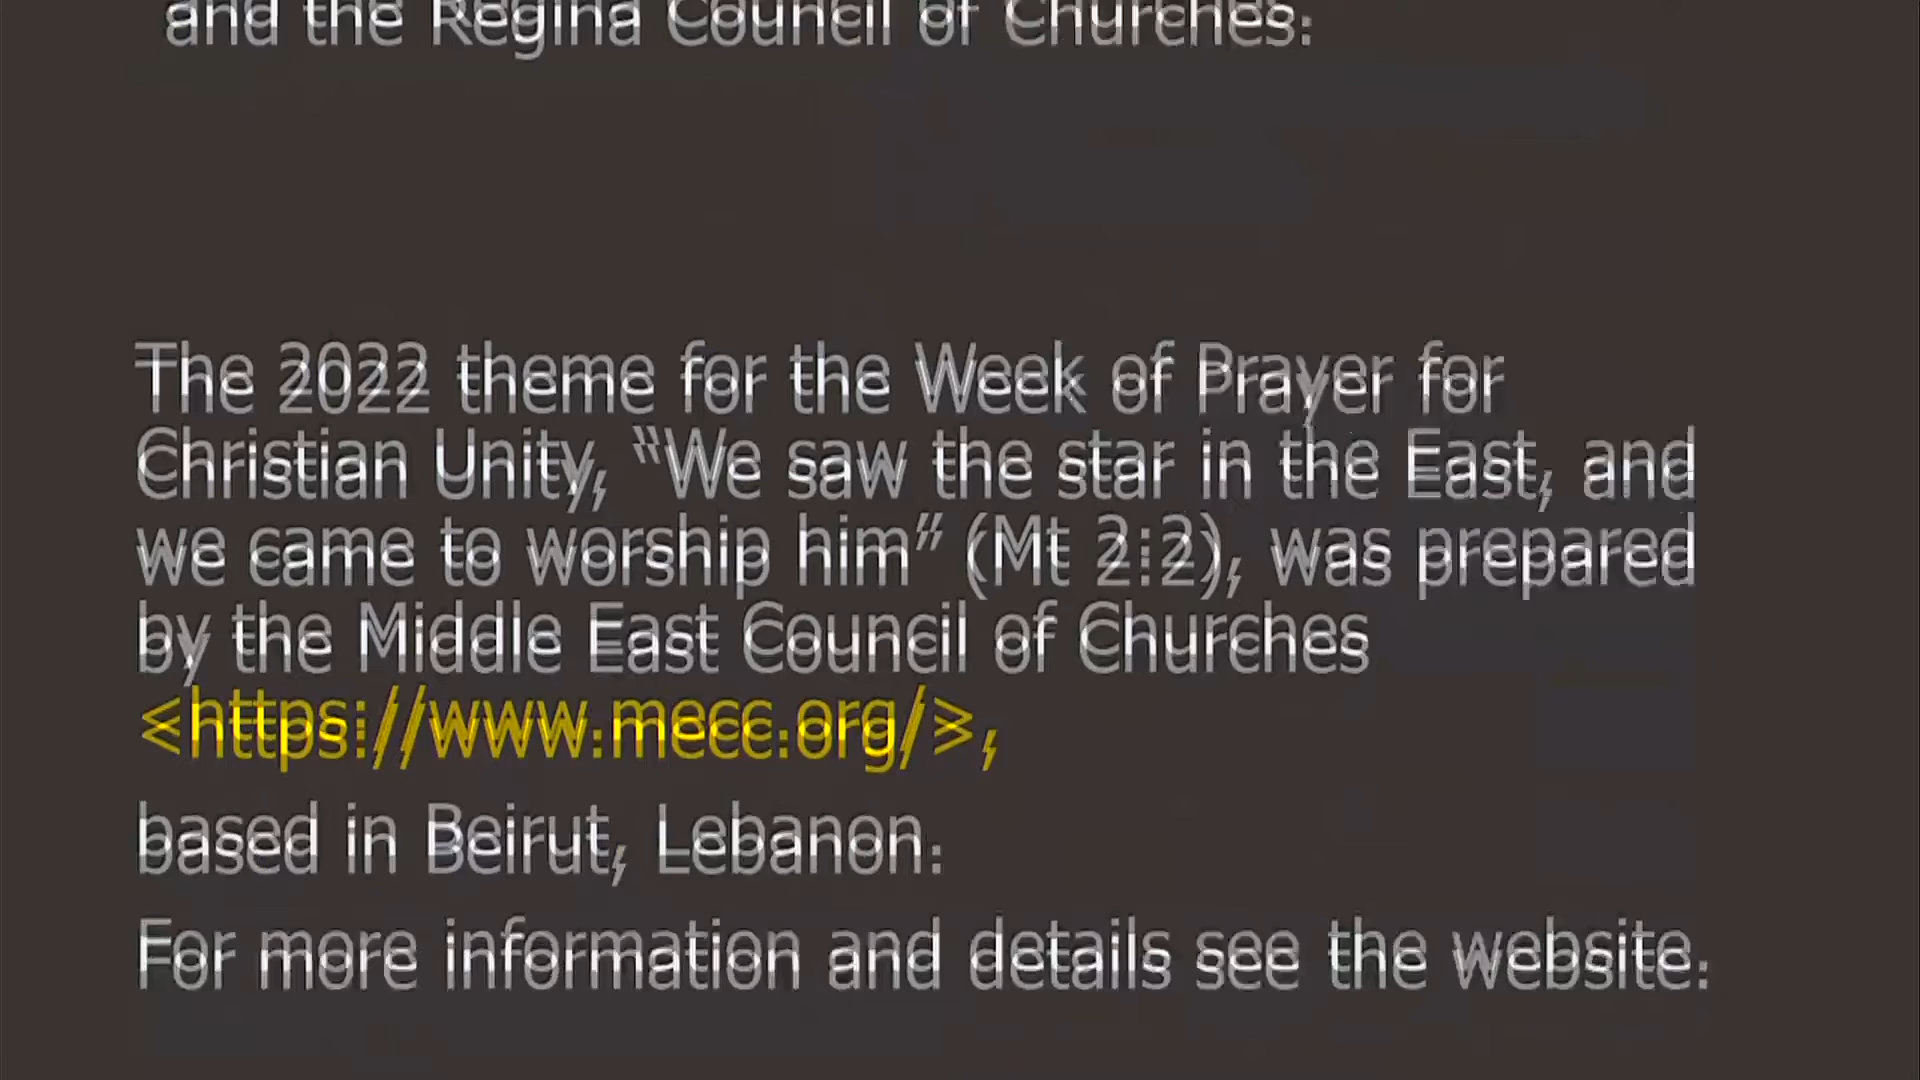 and the Regina Council of Churches.
The 2022 theme for the Week of Prayer for
Christian Unity, “We saw the star in the East, and
we came to worship him” (Mt 2:2), was prepared
by the Middle East Council of Churches
<https://www.mecc.org/>,
based in Beirut, Lebanon.
For more information and details see the website.